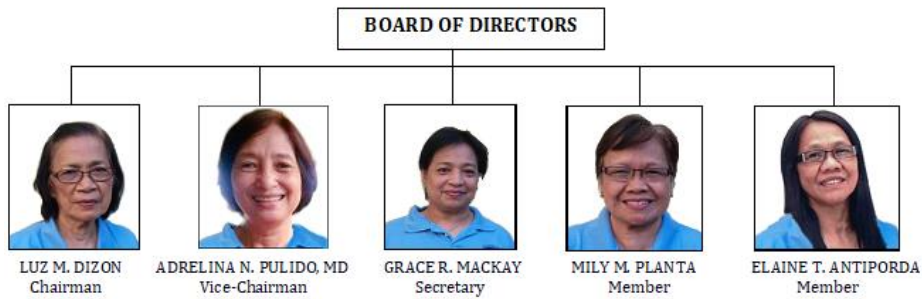 BOARD OF DIRECTORS
LUZ M. DIZON
Chairman
ADRELINA N. PULIDO, MD
Vice-Chairman
GRACE R. MACKAY
Secretary
MILY M. PLANTA
Member
ELAINE T. ANTIPORDA
Member